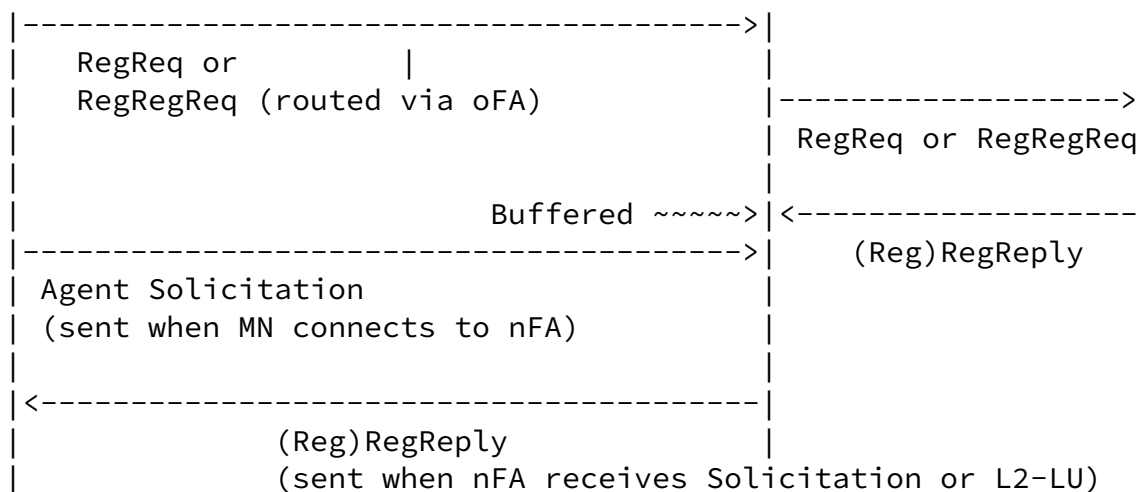 |---------------------------------------->|
|   RegReq or          |                    |
|   RegRegReq (routed via oFA)             |------------------->
|                                          | RegReq or RegRegReq
|                                          |
|                          Buffered ~~~~~>|<-------------------
|---------------------------------------->|    (Reg)RegReply
| Agent Solicitation                       |
| (sent when MN connects to nFA)           |
|                                          |
|<----------------------------------------|
|              (Reg)RegReply               |
|              (sent when nFA receives Solicitation or L2-LU)